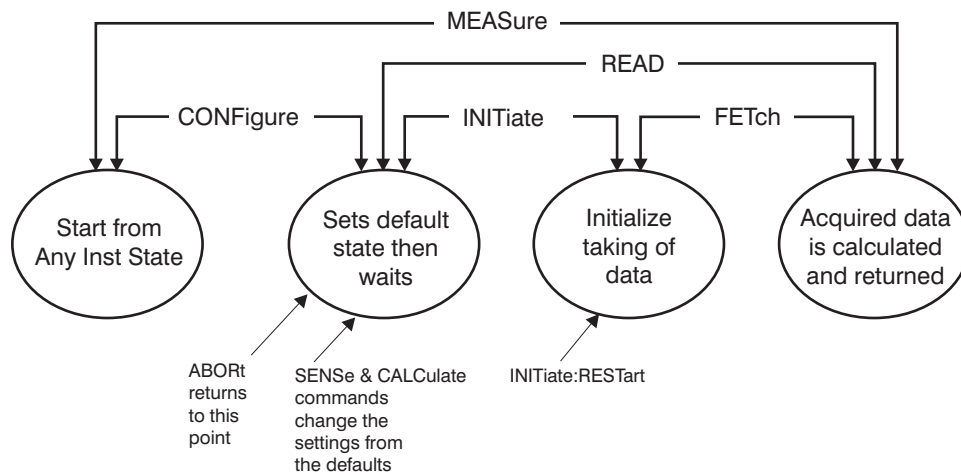 MEASure
READ
CONFigure
INITiate
FETch
Start from
Any Inst State
Sets default
state then
waits
Initialize
taking of
data
Acquired data
is calculated
and returned
ABORt
returns
to this
point
SENSe & CALCulate
commands
change the
settings from
the defaults
INITiate:RESTart